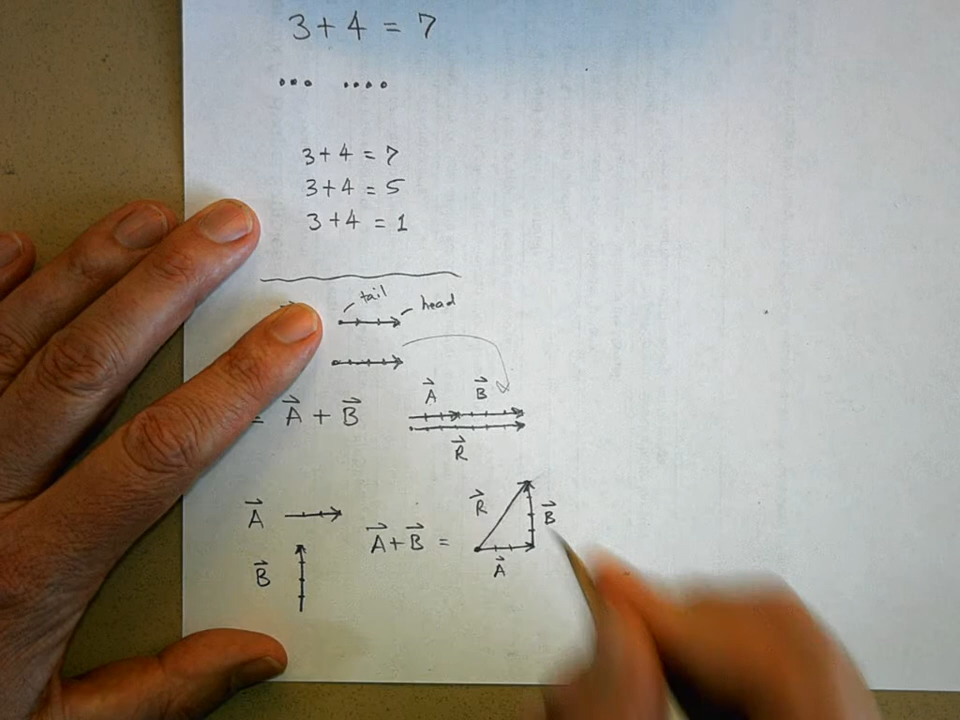 3 + 4 = 7
3 + 4 = 7
3 + 4 = 5
3 + 4 = 1
tail
head
A⃗ B⃗
= A⃗ + B⃗
R⃗
R⃗
A⃗ A⃗ + B⃗ = B⃗
B⃗ A⃗